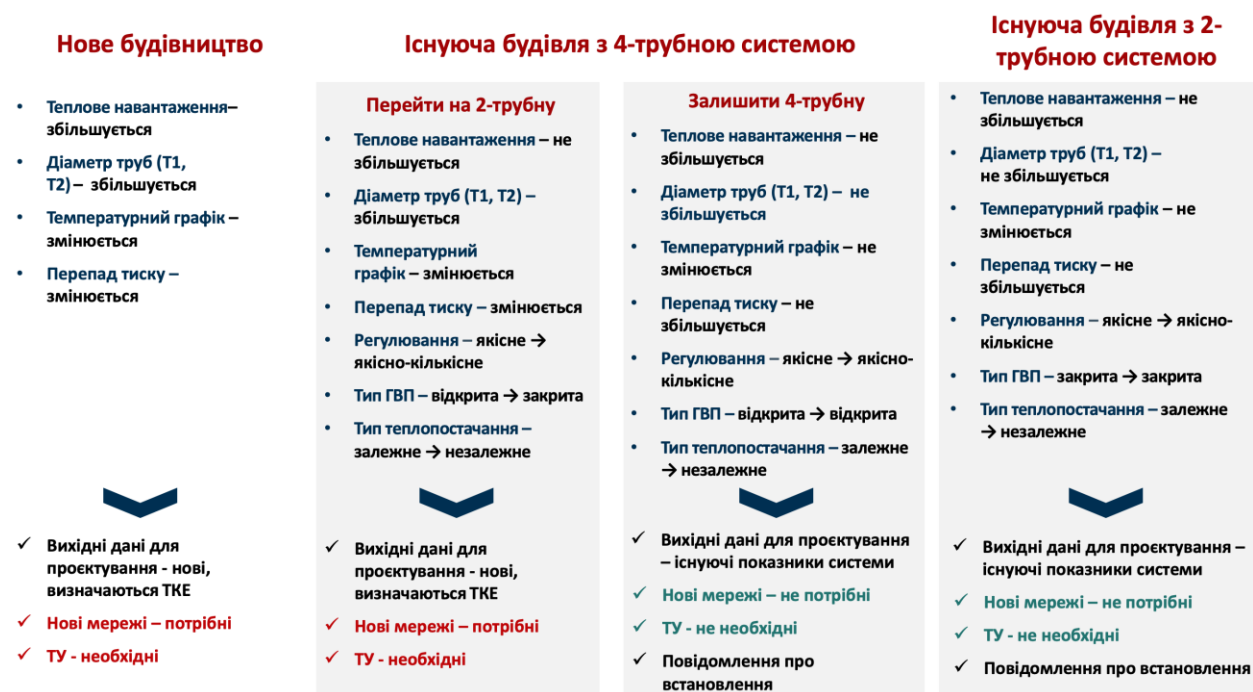 Нове будівництво
• Теплове навантаження–
збільшується
• Діаметр труб (Т1,
Т2) – збільшується
• Температурний графік –
змінюється
• Перепад тиску –
змінюється
✓ Вихідні дані для
проєктування - нові,
визначаються ТКЕ
✓ Нові мережі – потрібні
✓ ТУ - необхідні
Існуюча будівля з 4-трубною системою
Перейти на 2-трубну
• Теплове навантаження – не
збільшується
• Діаметр труб (Т1, Т2) –
збільшується
• Температурний
графік – змінюється
• Перепад тиску – змінюється
• Регулювання – якісне →
якісно-кількісне
• Тип ГВП – відкрита → закрита
• Тип теплопостачання –
залежне → незалежне
✓ Вихідні дані для
проєктування - нові,
визначаються ТКЕ
✓ Нові мережі – потрібні
✓ ТУ - необхідні
Залишити 4-трубну
• Теплове навантаження – не
збільшується
• Діаметр труб (Т1, Т2) – не
збільшується
• Температурний графік – не
змінюється
• Перепад тиску – не
збільшується
• Регулювання – якісне → якісно-
кількісне
• Тип ГВП – відкрита → відкрита
• Тип теплопостачання – залежне
→ незалежне
✓ Вихідні дані для проєктування
– існуючі показники системи
✓ Нові мережі – не потрібні
✓ ТУ - не необхідні
✓ Повідомлення про
встановлення
Існуюча будівля з 2-
трубною системою
• Теплове навантаження – не
збільшується
• Діаметр труб (Т1, Т2) –
не збільшується
• Температурний графік – не
змінюється
• Перепад тиску – не
збільшується
• Регулювання – якісне → якісно-
кількісне
• Тип ГВП – закрита → закрита
• Тип теплопостачання – залежне
→ незалежне
✓ Вихідні дані для проєктування –
існуючі показники системи
✓ Нові мережі – не потрібні
✓ ТУ - не необхідні
✓ Повідомлення про встановлення